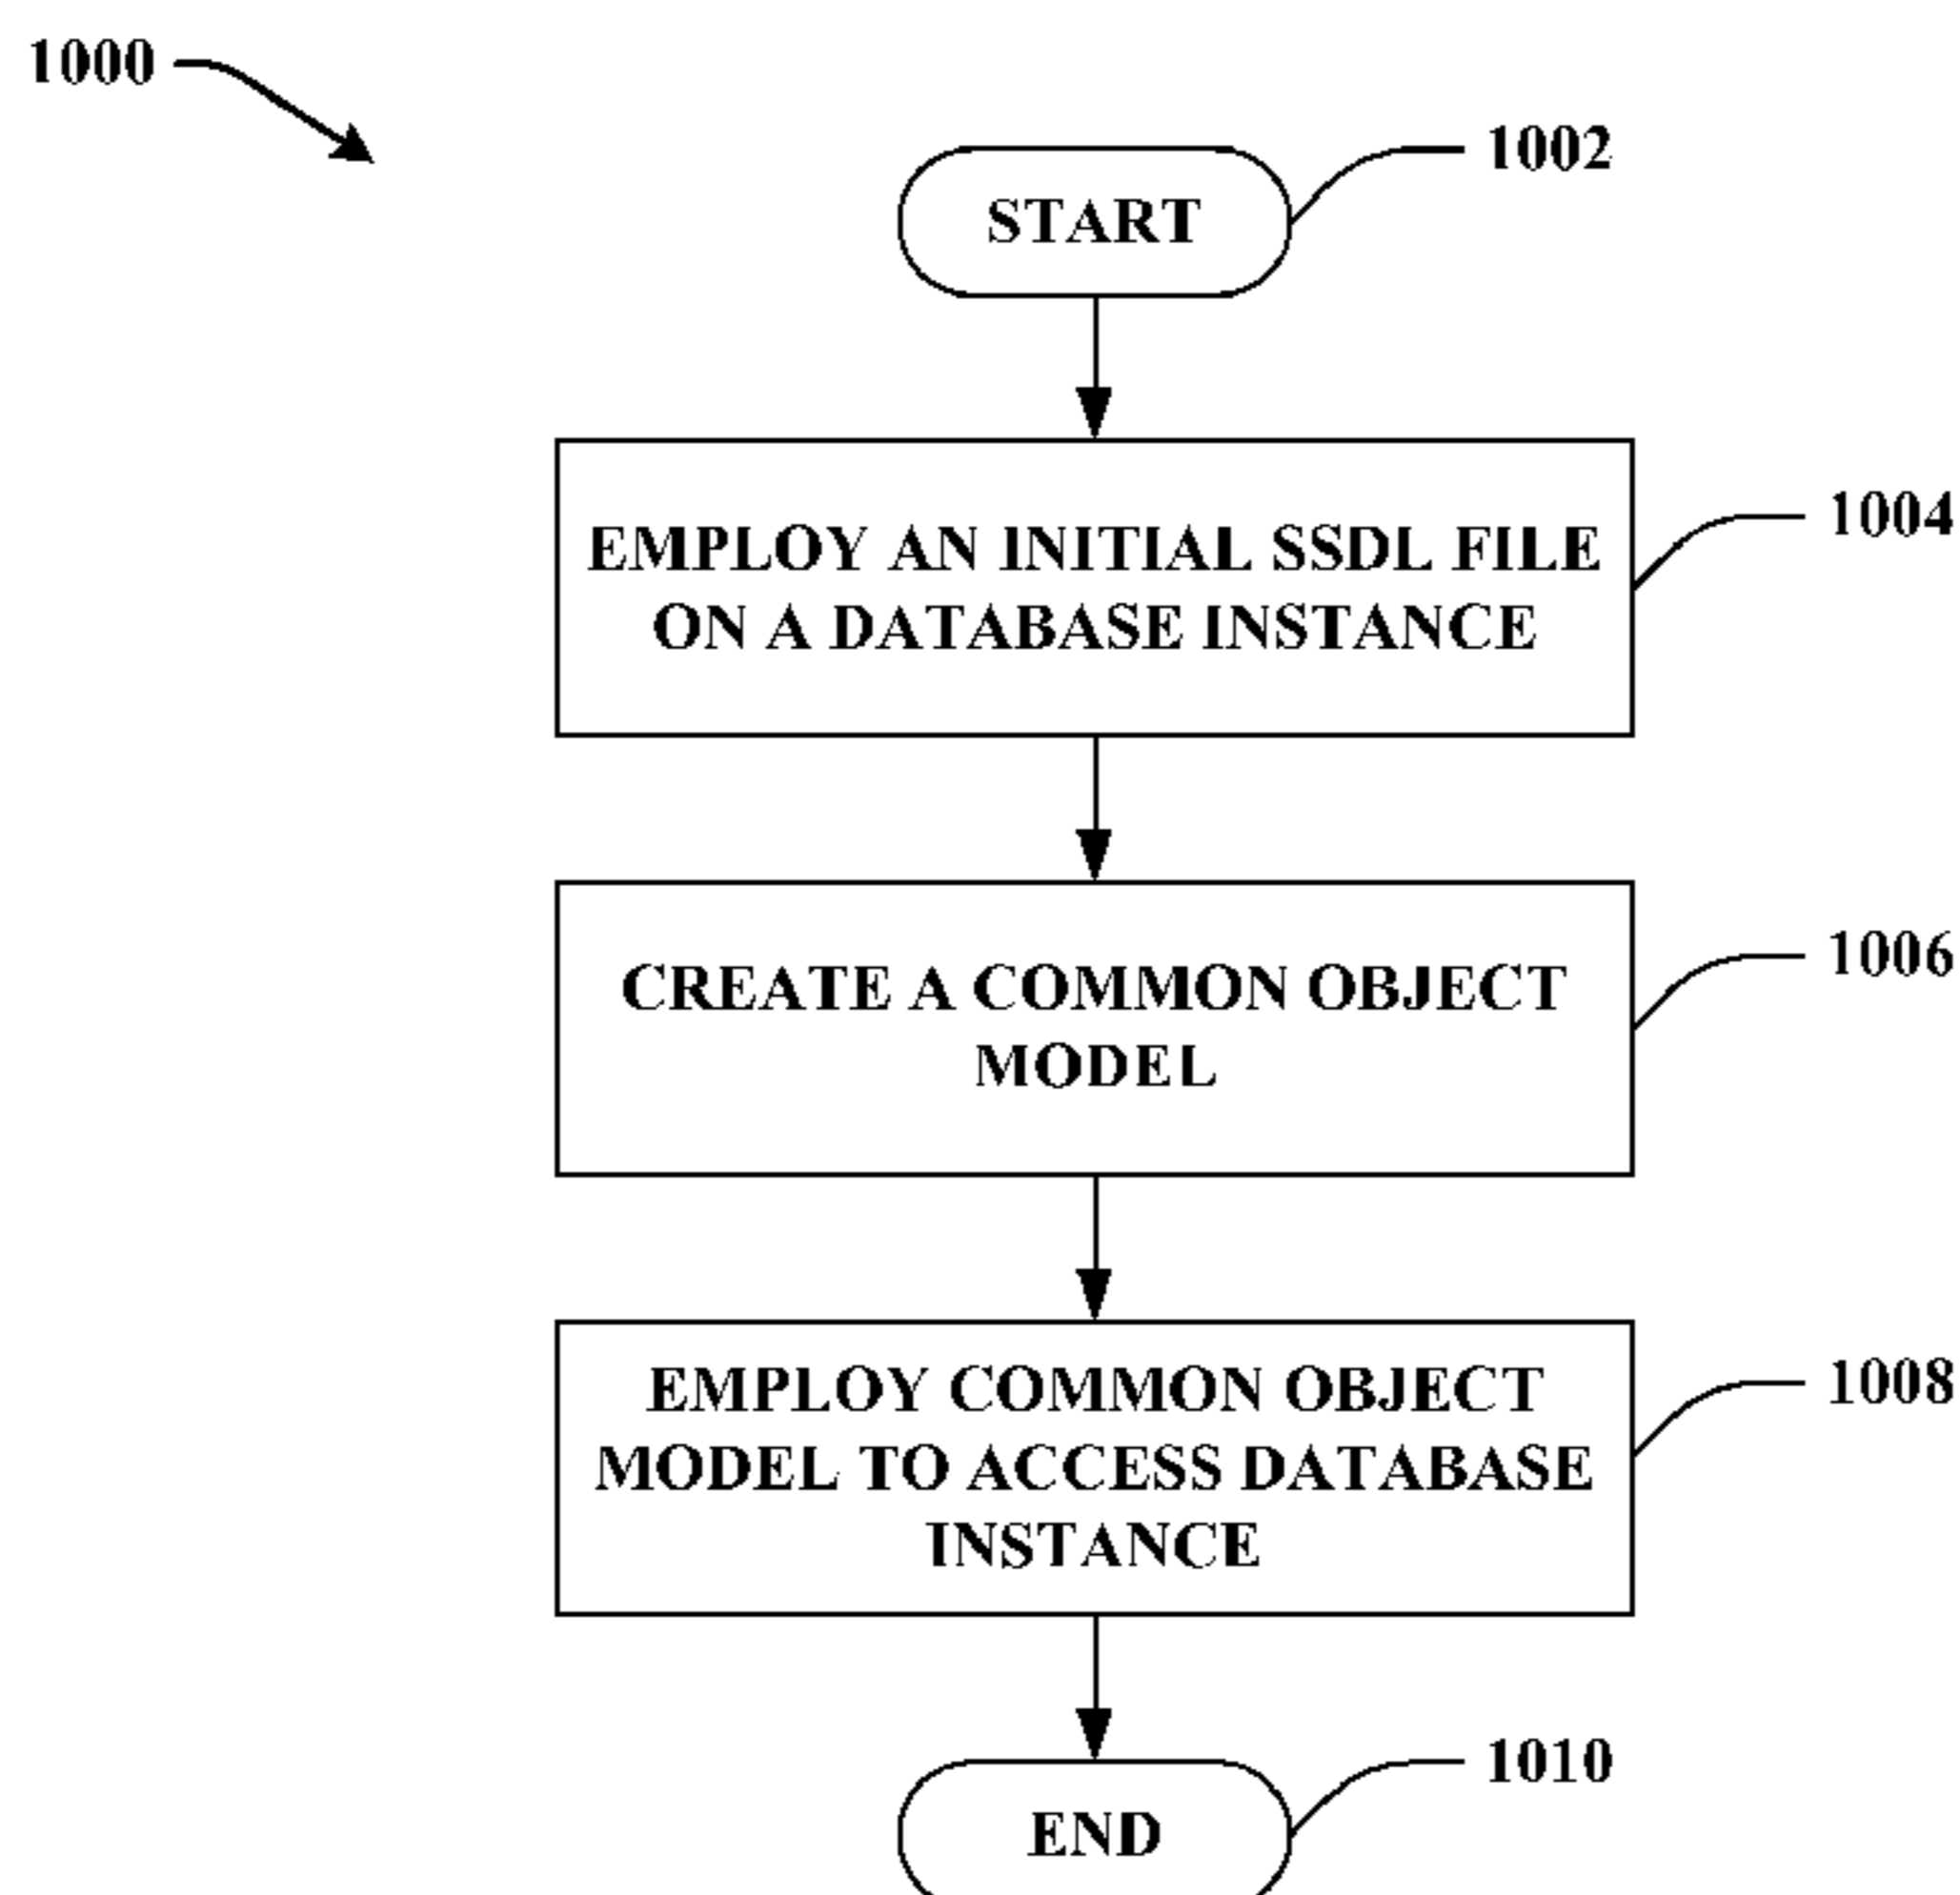 1000
1002
START
1004
EMPLOY AN INITIAL SSDL FILE
ON A DATABASE INSTANCE
1006
CREATE A COMMON OBJECT
MODEL
1008
EMPLOY COMMON OBJECT
MODEL TO ACCESS DATABASE
INSTANCE
1010
END